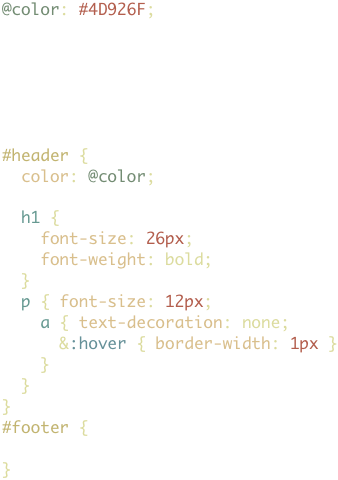 @color: #4D926F;
#header {
  color: @color;
  h1 {
    font-size: 26px;
    font-weight: bold;
  }
  p { font-size: 12px;
    a { text-decoration: none;
      &:hover { border-width: 1px }
    }
  }
}
#footer {
}